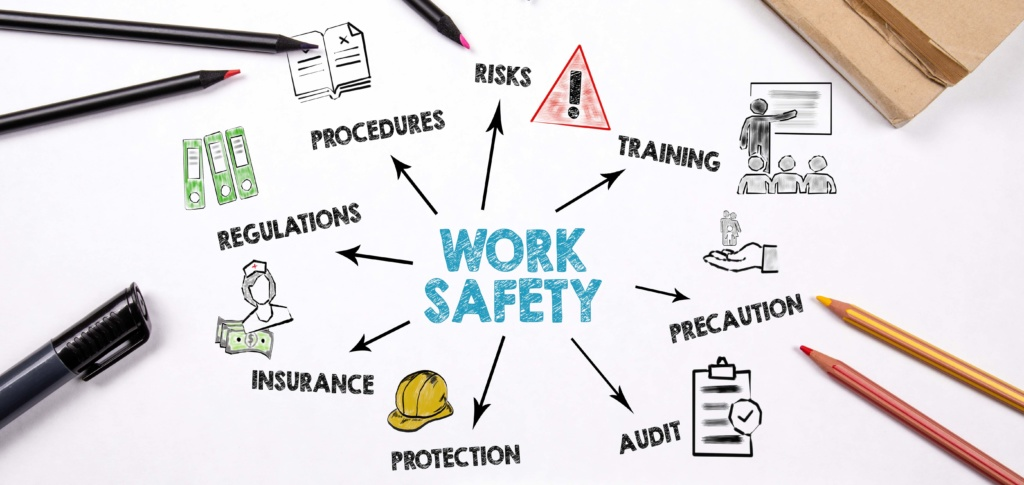 RISKS
PROCEDURES
TRAINING
REGULATIONS
WORK
SAFETY
PRECAUTION
INSURANCE
AUDIT
PROTECTION